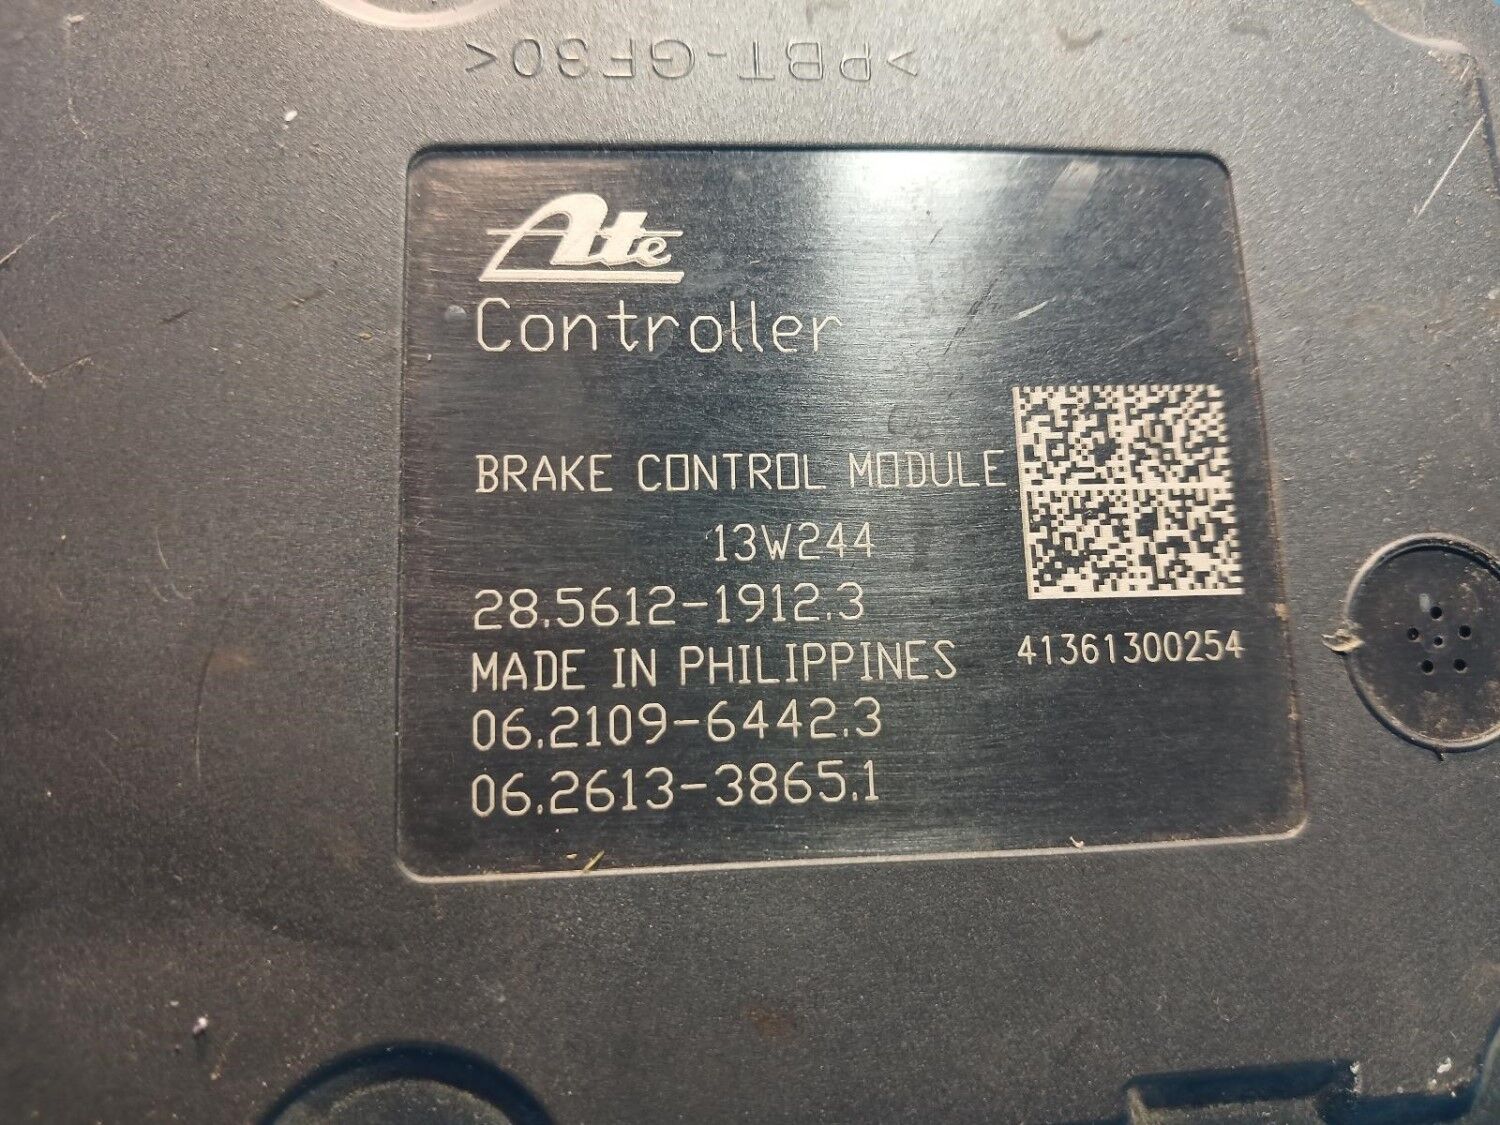 >PBT-GF30<
Ate
Controller
BRAKE CONTROL MODULE
13W244
28.5612-1912.3
MADE IN PHILIPPINES
41361300254
06.2109-6442.3
06.2613-3865.1